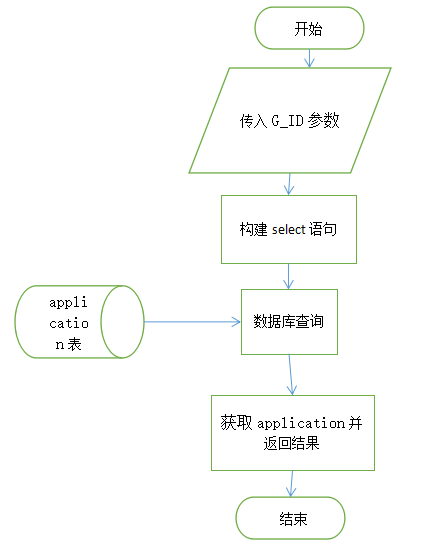 开始
传入 G_ID 参数
构建 select 语句
appli
catio
n 表
数据库查询
获取 application 并
返回结果
结束